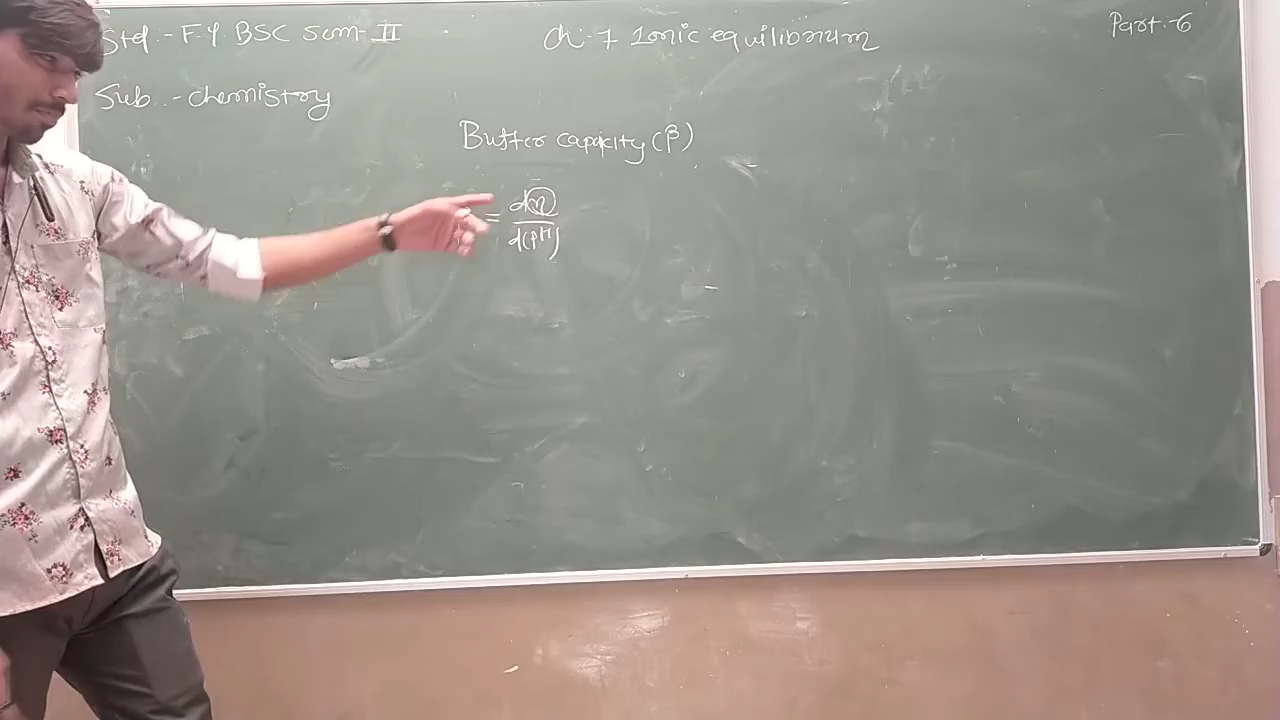 Std. - F.Y. BSC Sem-II
Ch-7 Ionic equilibrium
Part-6
Sub. - chemistry
Buffer capacity (β)
= dn
d(pH)